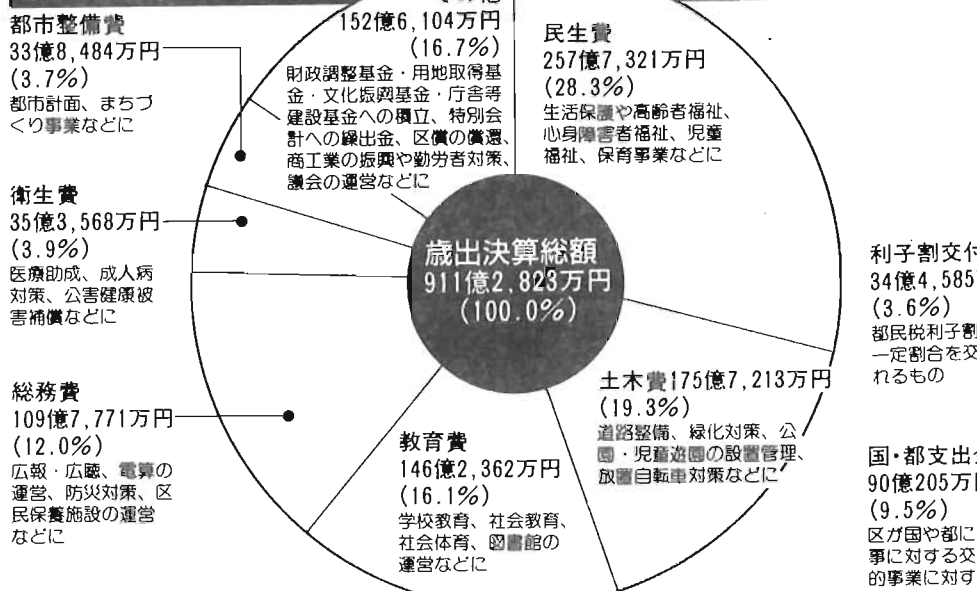 都市整備費
33億8,484万円
(3.7%)
都市計画、まちづ
くり事業などに
152億6,104万円
(16.7%)
財政調整基金・用地取得基
金・文化振興基金・庁舎等
建設基金への積立、特別会
計への繰出金、区債の償還、
商工業の振興や勤労者対策、
議会の運営などに
民生費
257億7,321万円
(28.3%)
生活保護や高齢者福祉、
心身障害者福祉、児童
福祉、保育事業などに
衛生費
35億3,568万円
(3.9%)
医療助成、成人病
対策、公害健康被
害補償などに
歳出決算総額
911億2,823万円
(100.0%)
総務費
109億7,771万円
(12.0%)
広報・広聴、電算の
運営、防災対策、区
民保養施設の運営
などに
教育費
146億2,362万円
(16.1%)
学校教育、社会教育、
社会体育、図書館の
運営などに
土木費175億7,213万円
(19.3%)
道路整備、緑化対策、公
園・児童遊園の設置管理、
放置自転車対策などに
利子割交付
34億4,585
(3.6%)
都民税利子割
一定割合を交
れるもの
国・都支出
90億205万
(9.5%)
区が国や都に
事に対する交
的事業に対す